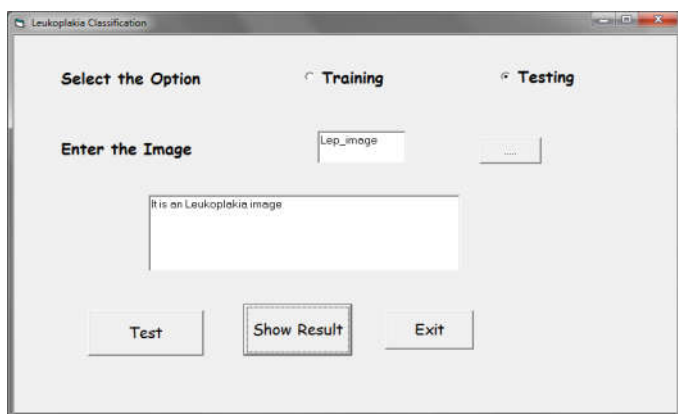 Leukoplakia Classification
Select the Option Training Testing
Enter the Image Lep_image .....
It is an Leukoplakia image
Test Show Result Exit